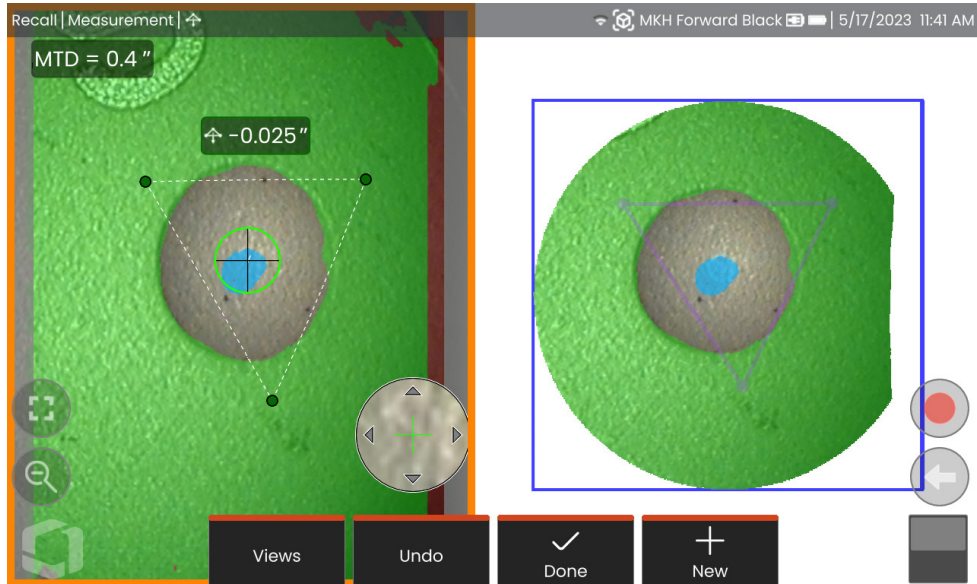 Recall | Measurement |
MKH Forward Black | 5/17/2023 11:41 AM
MTD = 0.4 ″
-0.025″
Views
Undo
Done
New